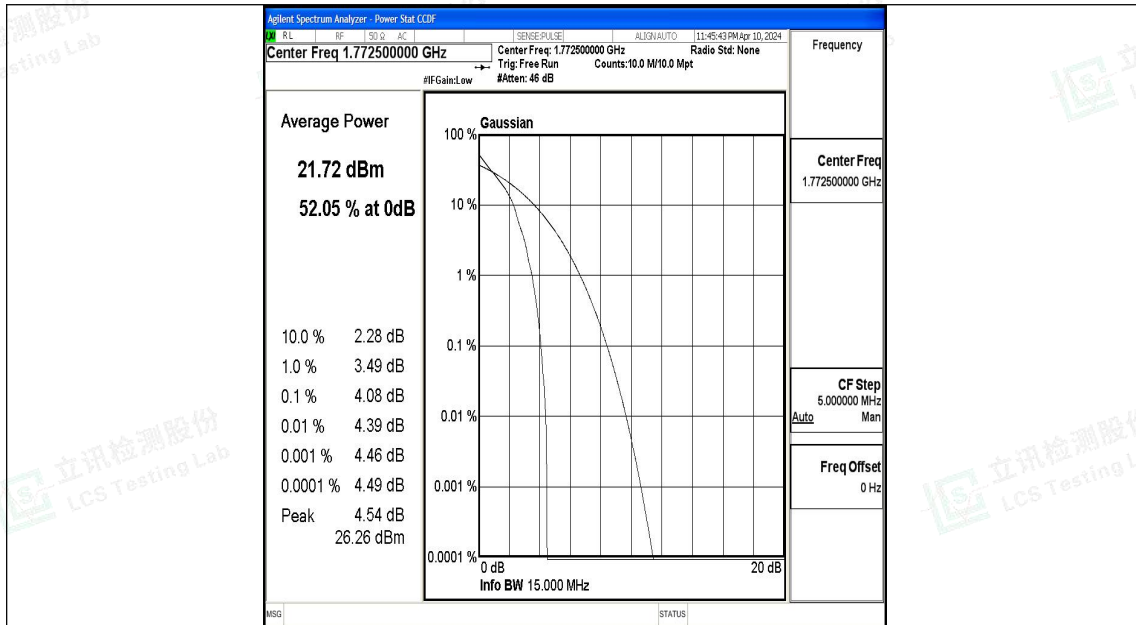 Agilent Spectrum Analyzer - Power Stat CCDF
RL RF 50 Ω AC SENSE:PULSE ALIGNAUTO 11:45:43 PM Apr 10, 2024
Center Freq 1.772500000 GHz
Center Freq: 1.772500000 GHz Radio Std: None
Trig: Free Run Counts:10.0 M/10.0 Mpt
#IFGain:Low #Atten: 46 dB
Frequency
Average Power
21.72 dBm
52.05 % at 0dB
10.0 % 2.28 dB
1.0 % 3.49 dB
0.1 % 4.08 dB
0.01 % 4.39 dB
0.001 % 4.46 dB
0.0001 % 4.49 dB
Peak 4.54 dB
26.26 dBm
Gaussian
100 %
10 %
1 %
0.1 %
0.01 %
0.001 %
0.0001 %
0 dB 20 dB
Info BW 15.000 MHz
Center Freq
1.772500000 GHz
CF Step
5.000000 MHz
Auto Man
Freq Offset
0 Hz
MSG STATUS
立讯检测股份
LCS Testing Lab
立讯检测股份